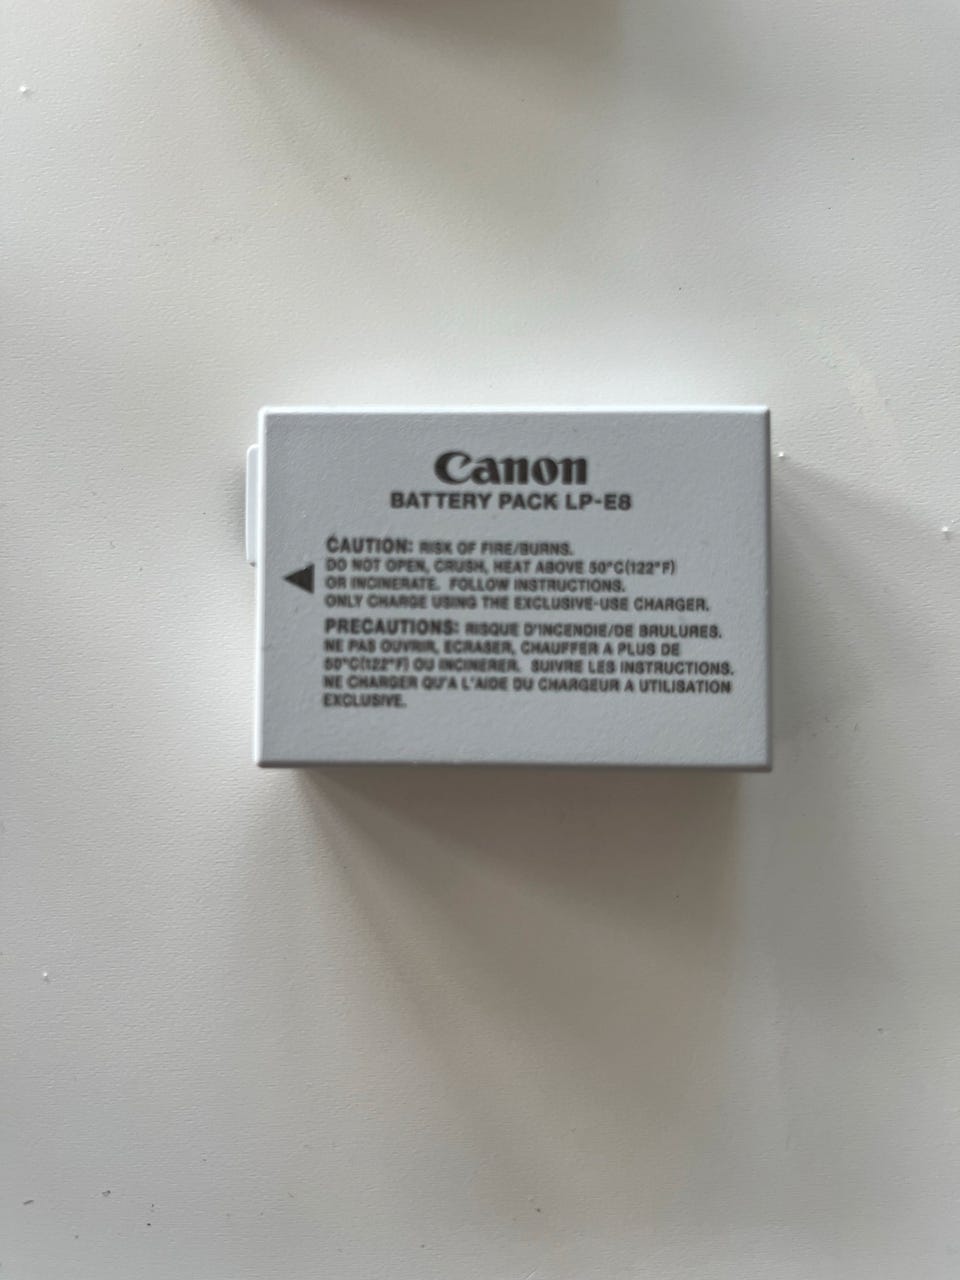 Canon
BATTERY PACK LP-E8
CAUTION: RISK OF FIRE/BURNS.
DO NOT OPEN, CRUSH, HEAT ABOVE 50°C(122°F)
OR INCINERATE. FOLLOW INSTRUCTIONS.
ONLY CHARGE USING THE EXCLUSIVE-USE CHARGER.
PRECAUTIONS: RISQUE D'INCENDIE/DE BRULURES.
NE PAS OUVRIR, ECRASER, CHAUFFER A PLUS DE
50°C(122°F) OU INCINERER. SUIVRE LES INSTRUCTIONS.
NE CHARGER QU'A L'AIDE DU CHARGEUR A UTILISATION
EXCLUSIVE.